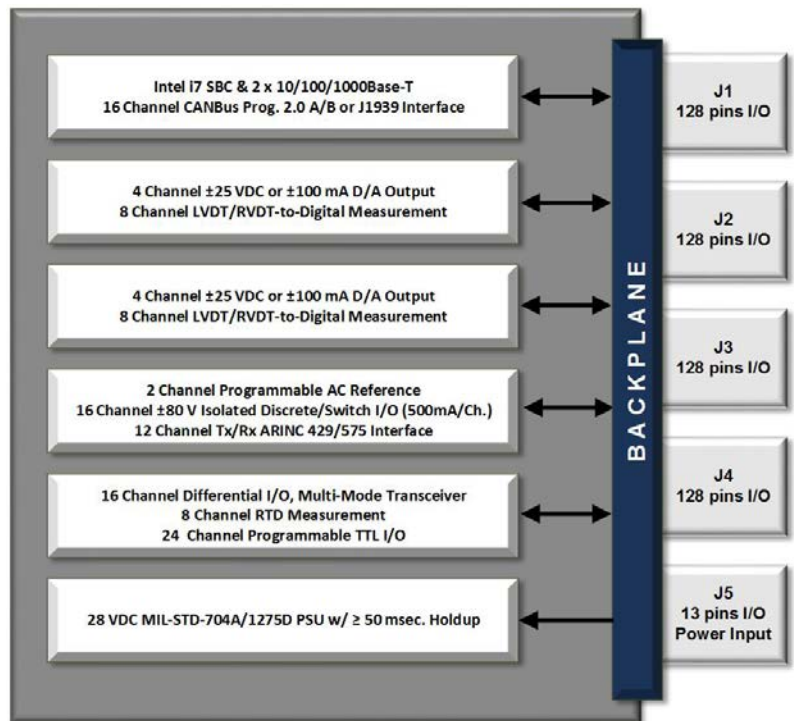 Intel i7 SBC & 2 x 10/100/1000Base-T
16 Channel CANBus Prog. 2.0 A/B or J1939 Interface
4 Channel ±25 VDC or ±100 mA D/A Output
8 Channel LVDT/RVDT-to-Digital Measurement
4 Channel ±25 VDC or ±100 mA D/A Output
8 Channel LVDT/RVDT-to-Digital Measurement
2 Channel Programmable AC Reference
16 Channel ±80 V Isolated Discrete/Switch I/O (500mA/Ch.)
12 Channel Tx/Rx ARINC 429/575 Interface
16 Channel Differential I/O, Multi-Mode Transceiver
8 Channel RTD Measurement
24 Channel Programmable TTL I/O
28 VDC MIL-STD-704A/1275D PSU w/ ≥ 50 msec. Holdup
BACKPLANE
J1
128 pins I/O
J2
128 pins I/O
J3
128 pins I/O
J4
128 pins I/O
J5
13 pins I/O
Power Input